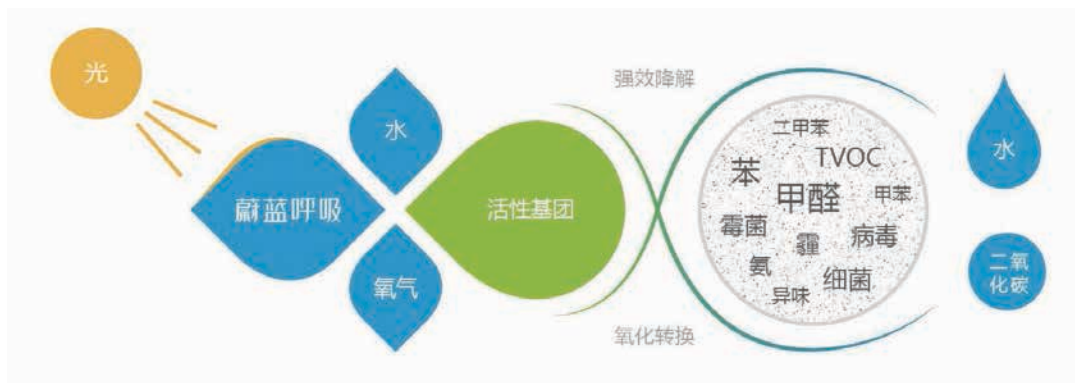 光
水
蔚蓝呼吸
氧气
活性基团
强效降解
氧化转换
二甲苯
TVOC
苯
甲醛
甲苯
霉菌
霾
病毒
氨
细菌
异味
水
二氧
化碳